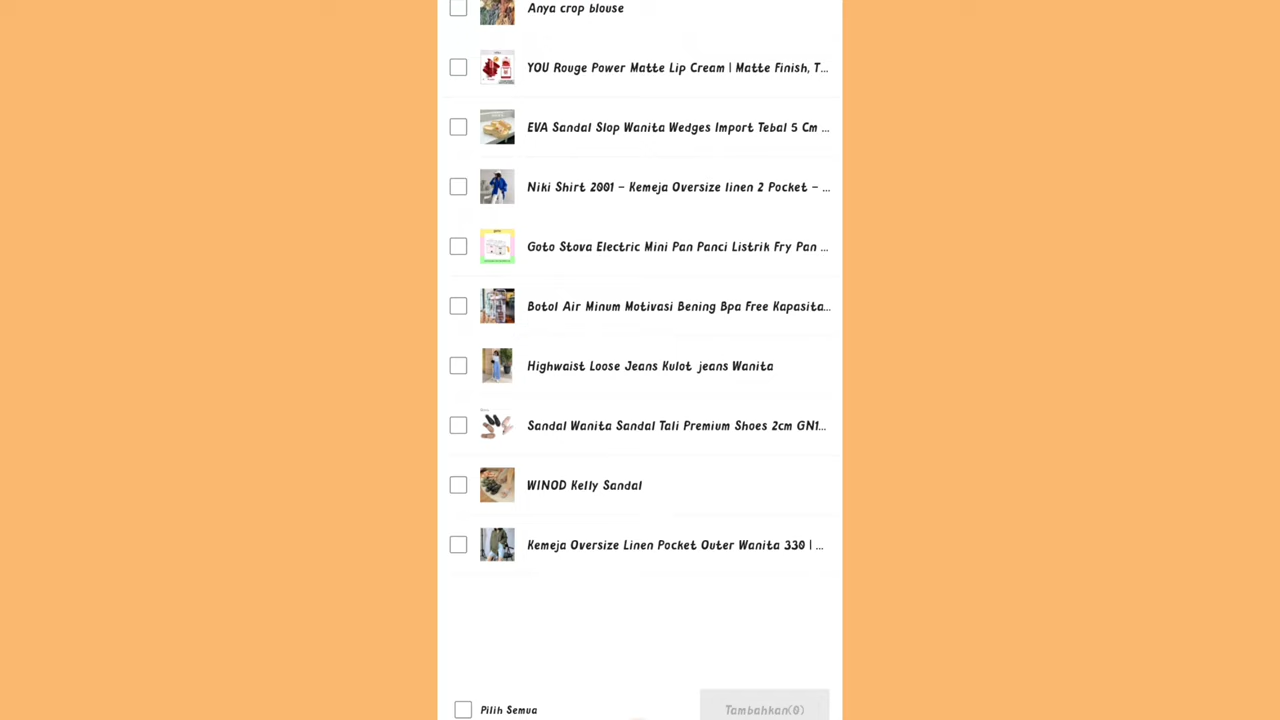 Anya crop blouse
YOU Rouge Power Matte Lip Cream | Matte Finish, T...
EVA Sandal Slop Wanita Wedges Import Tebal 5 Cm ...
Niki Shirt 2001 - Kemeja Oversize linen 2 Pocket - ...
Goto Stova Electric Mini Pan Panci Listrik Fry Pan ...
Botol Air Minum Motivasi Bening Bpa Free Kapasita...
Highwaist Loose Jeans Kulot jeans Wanita
Sandal Wanita Sandal Tali Premium Shoes 2cm GN1...
WINOD Kelly Sandal
Kemeja Oversize Linen Pocket Outer Wanita 330 | ...
Pilih Semua
Tambahkan(0)